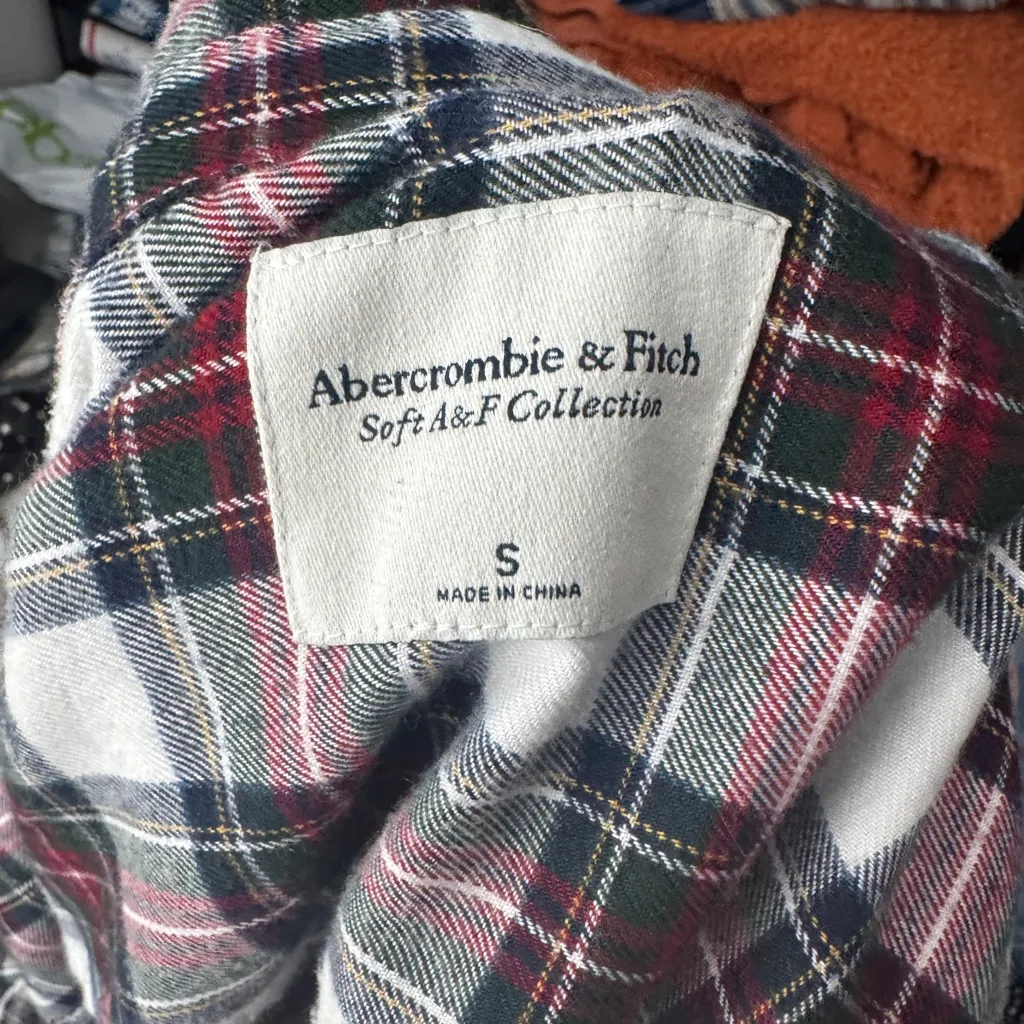 Abercrombie & Fitch
Soft A&F Collection
S
MADE IN CHINA